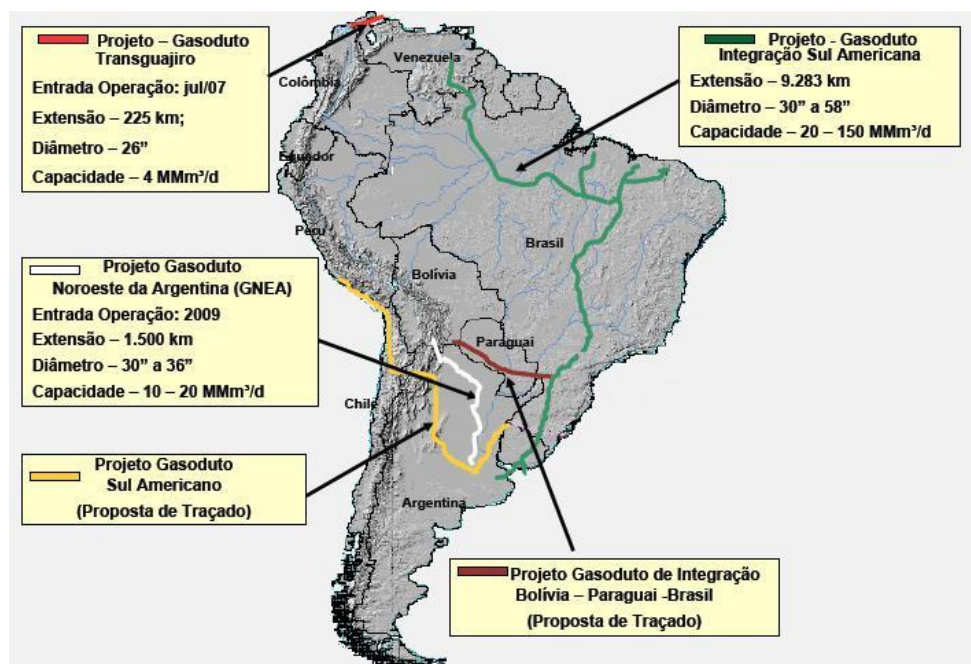 Projeto – Gasoduto
Transguajiro
Entrada Operação: jul/07
Extensão – 225 km;
Diâmetro – 26”
Capacidade – 4 MMm³/d
Projeto - Gasoduto
Integração Sul Americana
Extensão – 9.283 km
Diâmetro – 30” a 58”
Capacidade – 20 – 150 MMm³/d
Venezuela
Colômbia
Equador
Peru
Brasil
Bolívia
Paraguai
Chile
Argentina
Projeto Gasoduto
Noroeste da Argentina (GNEA)
Entrada Operação: 2009
Extensão – 1.500 km
Diâmetro – 30” a 36”
Capacidade – 10 – 20 MMm³/d
Projeto Gasoduto
Sul Americano
(Proposta de Traçado)
Projeto Gasoduto de Integração
Bolívia – Paraguai -Brasil
(Proposta de Traçado)